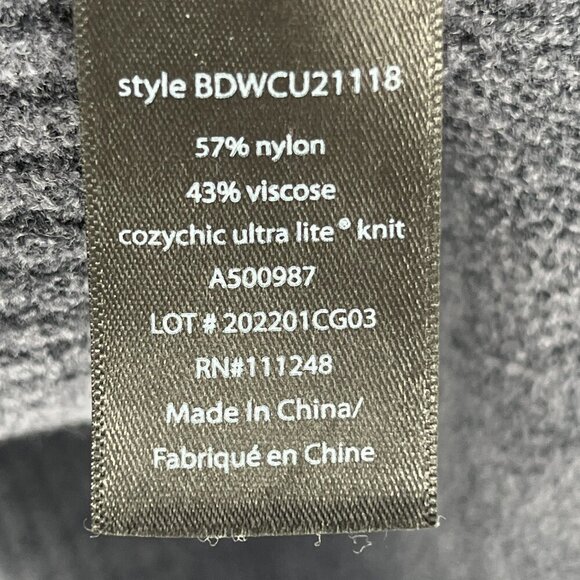 style BDWCU21118
57% nylon
43% viscose
cozychic ultra lite® knit
A500987
LOT # 202201CG03
RN#111248
Made In China/
Fabriqué en Chine